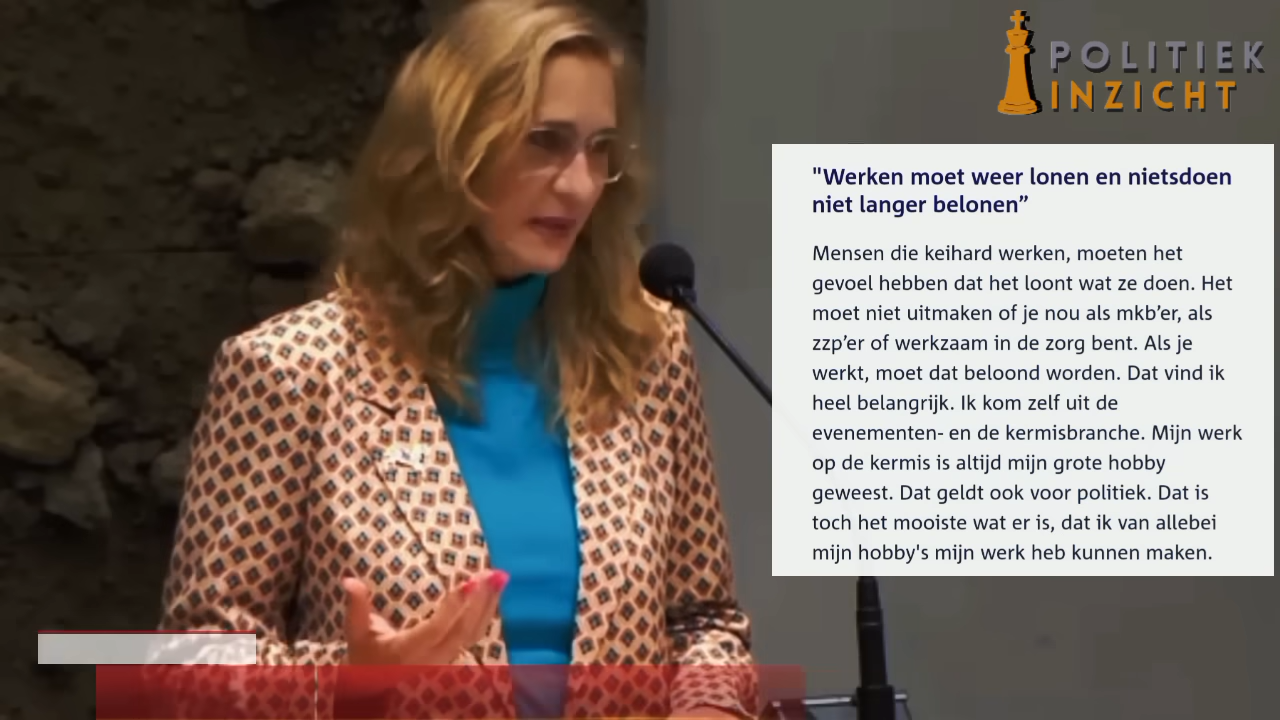 POLITIEK
INZICHT
"Werken moet weer lonen en nietsdoen
niet langer belonen”
Mensen die keihard werken, moeten het
gevoel hebben dat het loont wat ze doen. Het
moet niet uitmaken of je nou als mkb’er, als
zzp’er of werkzaam in de zorg bent. Als je
werkt, moet dat beloond worden. Dat vind ik
heel belangrijk. Ik kom zelf uit de
evenementen- en de kermisbranche. Mijn werk
op de kermis is altijd mijn grote hobby
geweest. Dat geldt ook voor politiek. Dat is
toch het mooiste wat er is, dat ik van allebei
mijn hobby's mijn werk heb kunnen maken.